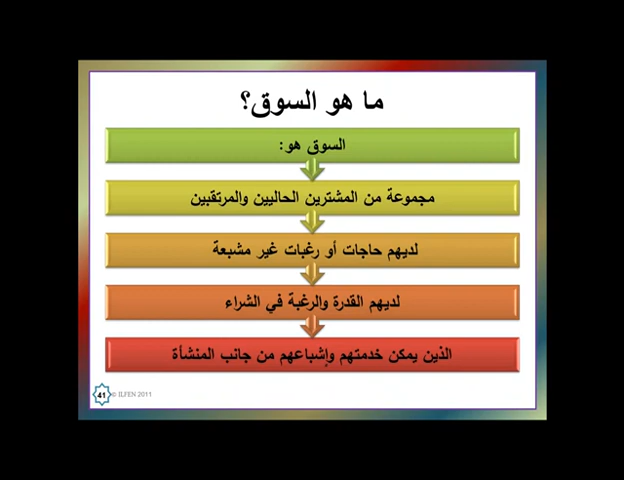 ما هو السوق؟
السوق هو:
مجموعة من المشترين الحاليين والمرتقبين
لديهم حاجات أو رغبات غير مشبعة
لديهم القدرة والرغبة في الشراء
الذين يمكن خدمتهم وإشباعهم من جانب المنشأة
41 © ILFEN 2011